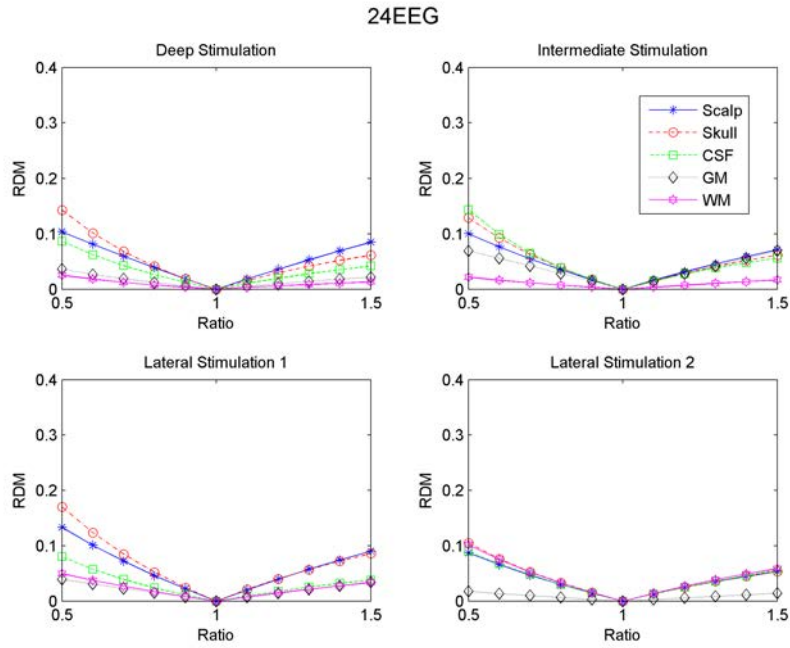 24EEG
Deep Stimulation
0.4
0.3
0.2
0.1
0
RDM
0.5
1
1.5
Ratio
Intermediate Stimulation
0.4
0.3
0.2
0.1
0
RDM
0.5
1
1.5
Ratio
Scalp
Skull
CSF
GM
WM
Lateral Stimulation 1
0.4
0.3
0.2
0.1
0
RDM
0.5
1
1.5
Ratio
Lateral Stimulation 2
0.4
0.3
0.2
0.1
0
RDM
0.5
1
1.5
Ratio